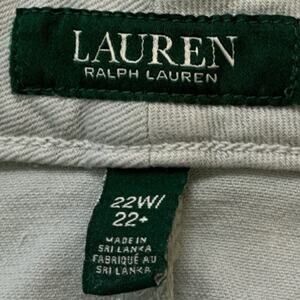 LAUREN
RALPH LAUREN
22W/
22+
MADE IN
SRI LANKA
FABRIQUÉ AU
SRI LANKA